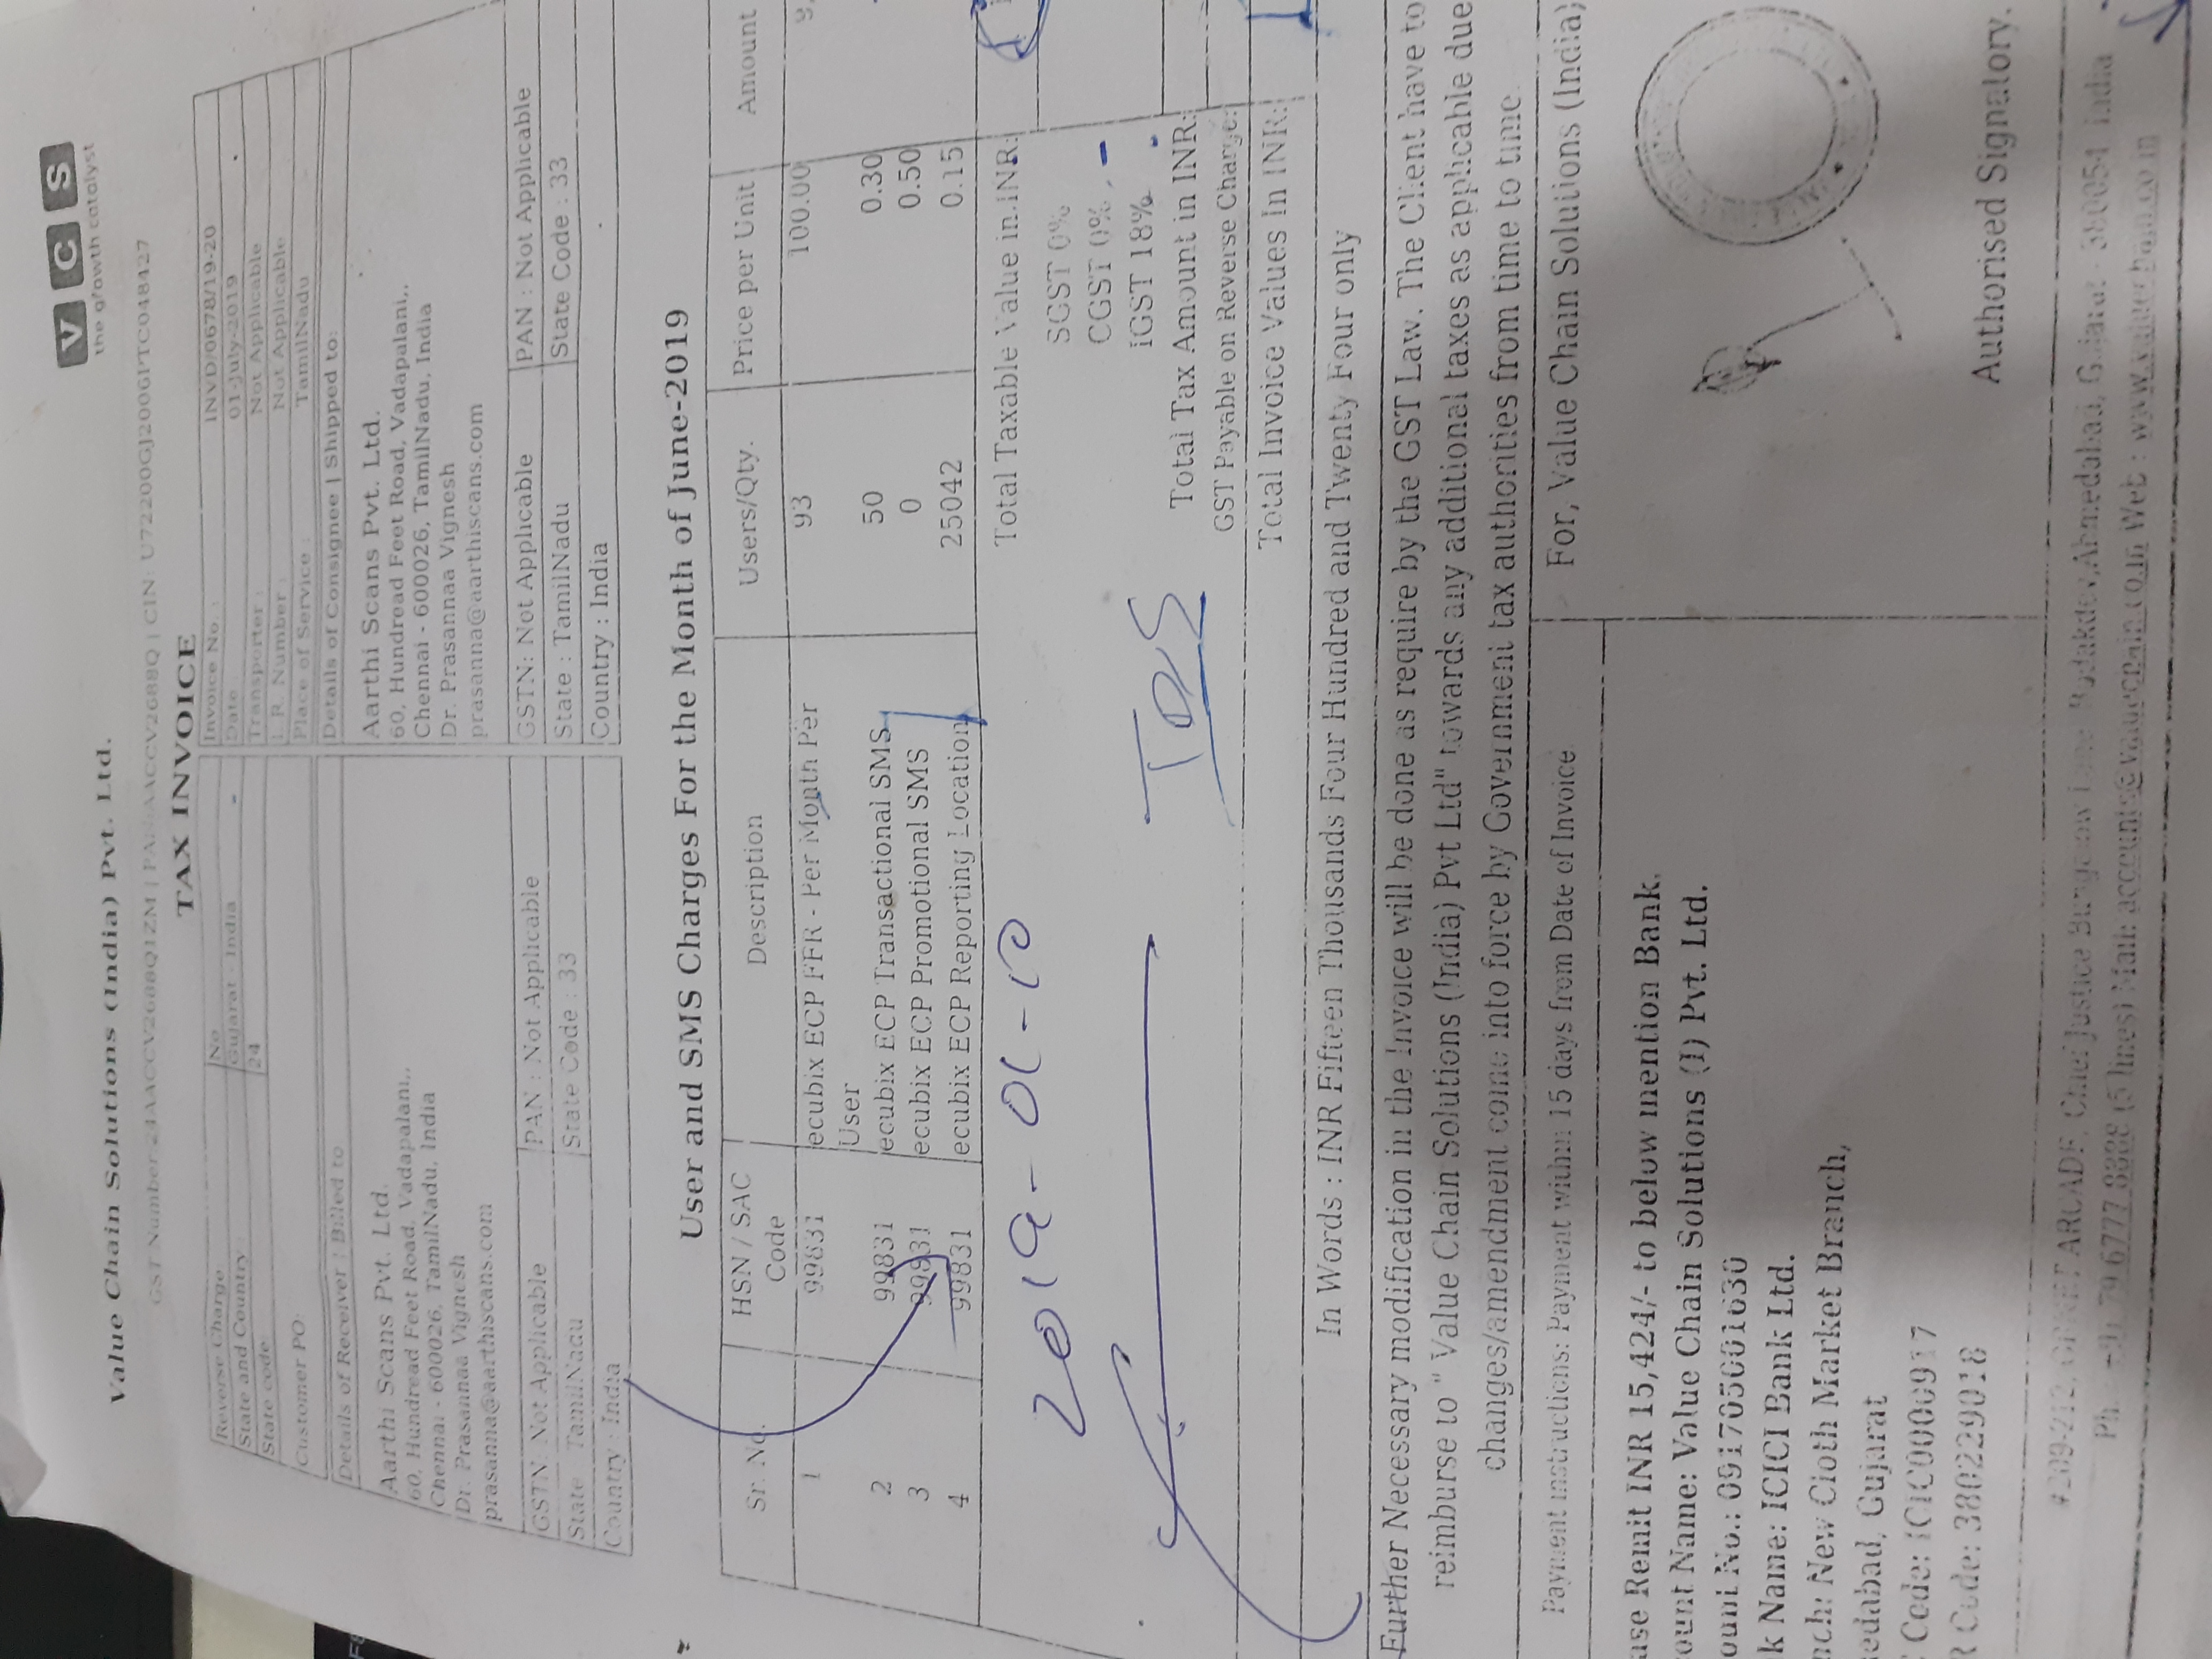 V C S
the growth catalyst
Value Chain Solutions (India) Pvt. Ltd.
GST Number 24AACCV2688Q1ZM | PAN AACCV2688Q | CIN: U72200GJ2006PTC048427
TAX INVOICE
Reverse Charge No
State and Country : Gujarat - India
State code 24
Customer PO:
Invoice No. : INVD/0678/19-20
Date : 01-July-2019
Transporter : Not Applicable
L. R. Number : Not Applicable
Place of Service : TamilNadu
Details of Receiver | Billed to
Aarthi Scans Pvt. Ltd.
60, Hundread Feet Road, Vadapalani,,
Chennai - 600026, TamilNadu, India
Dr. Prasannaa Vignesh
prasanna@aarthiscans.com
GSTN: Not Applicable PAN : Not Applicable
State : TamilNadu State Code : 33
Country : India
Details of Consignee | Shipped to:
Aarthi Scans Pvt. Ltd.
60, Hundread Feet Road, Vadapalani,,
Chennai - 600026, TamilNadu, India
Dr. Prasannaa Vignesh
prasanna@aarthiscans.com
GSTN: Not Applicable PAN : Not Applicable
State : TamilNadu State Code : 33
Country : India
User and SMS Charges For the Month of June-2019
Sr. No. HSN / SAC Code Description Users/Qty. Price per Unit Amount
1 99831 ecubix ECP FFR - Per Month Per User 93 100.00 9,
2 99831 ecubix ECP Transactional SMS 50 0.30
3 99831 ecubix ECP Promotional SMS 0 0.50
4 99831 ecubix ECP Reporting Location 25042 0.15
Total Taxable Value in INR:
2019-01-10
SGST 0%
CGST 0%
IGST 18%
Total Tax Amount in INR:
GST Payable on Reverse Charge:
Total Invoice Values In INR:
In Words : INR Fifteen Thousands Four Hundred and Twenty Four only
Further Necessary modification in the Invoice will be done as require by the GST Law. The Client have to
reimburse to " Value Chain Solutions (India) Pvt Ltd" towards any additional taxes as applicable due
changes/amendment come into force by Government tax authorities from time to time
Payment instructions: Payment within 15 days from Date of Invoice
ase Remit INR 15,424/- to below mention Bank.
ount Name: Value Chain Solutions (I) Pvt. Ltd.
ount No.: 091705001630
k Name: ICICI Bank Ltd.
nch: New Cloth Market Branch,
edabad, Gujarat
C Code: ICIC0000917
R Code: 380229018
For, Value Chain Solutions (India)
Authorised Signatory.
#209-212, ARCADE, Chief Justice Bungalow Lane, Bodakdev,Ahmedabad, Gujarat - 380054 India
Ph. : +91 79 6777 8888 (5 lines) Mail: accounts@valuechain.co.in Web : www.valuechain.co.in